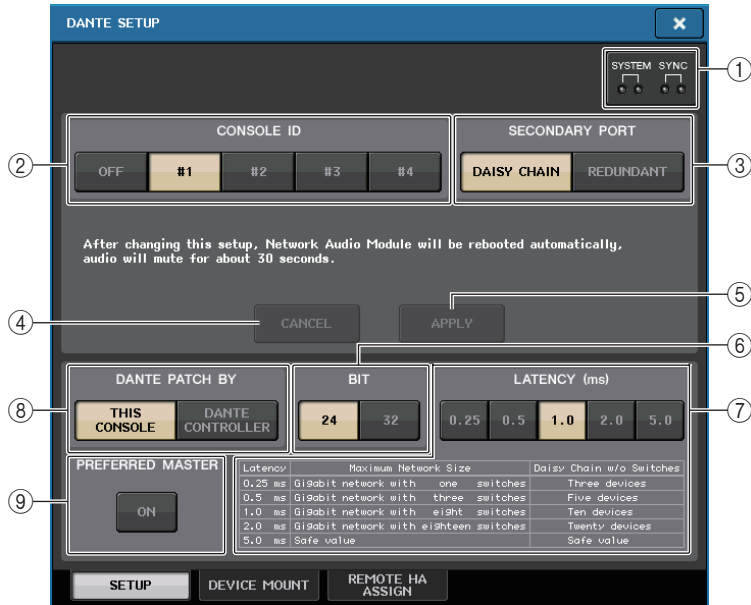 DANTE SETUP
×
SYSTEM SYNC
①
CONSOLE ID
SECONDARY PORT
②
OFF #1 #2 #3 #4
DAISY CHAIN REDUNDANT
③
After changing this setup, Network Audio Module will be rebooted automatically,
audio will mute for about 30 seconds.
④
CANCEL
APPLY
⑤
⑥
DANTE PATCH BY
BIT
LATENCY (ms)
⑧
THIS CONSOLE
DANTE CONTROLLER
24 32
0.25 0.5 1.0 2.0 5.0
⑦
PREFERRED MASTER
⑨
ON
Latency Maximum Network Size Daisy Chain w/o Switches
0.25 ms Gigabit network with one switches Three devices
0.5 ms Gigabit network with three switches Five devices
1.0 ms Gigabit network with eight switches Ten devices
2.0 ms Gigabit network with eighteen switches Twenty devices
5.0 ms Safe value Safe value
SETUP
DEVICE MOUNT
REMOTE HA
ASSIGN